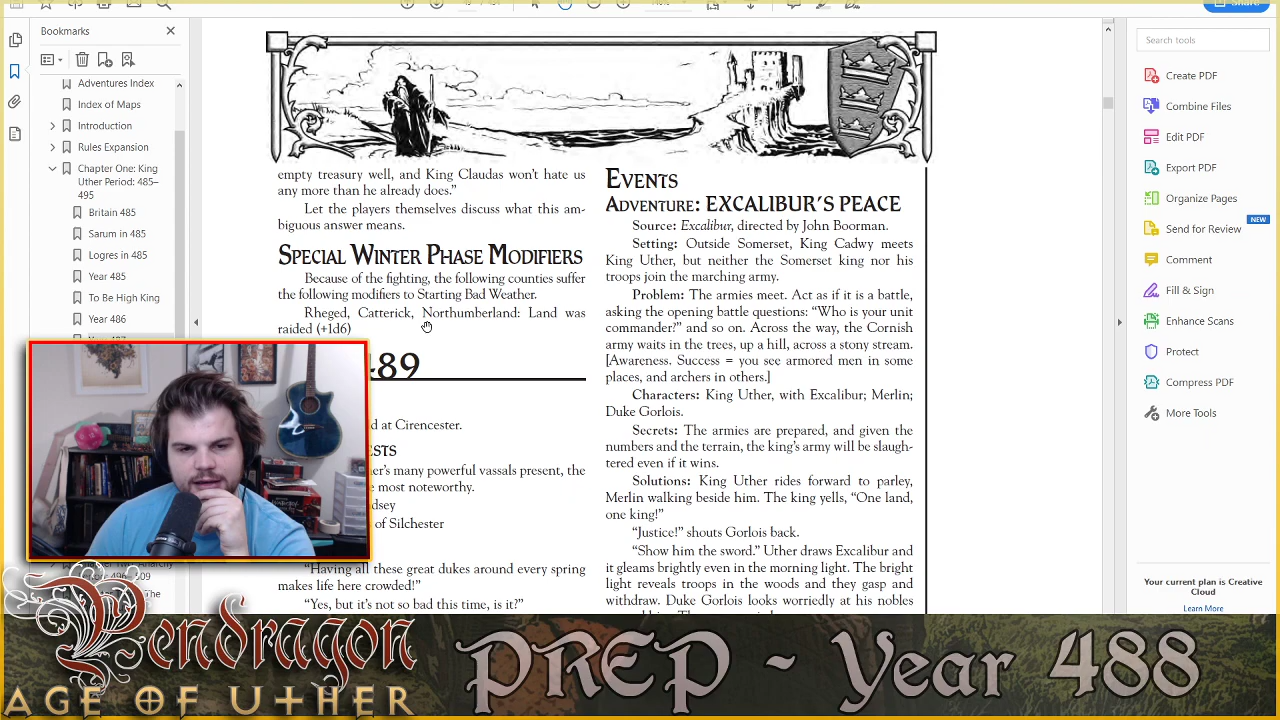 Share
Bookmarks
Adventures Index
Index of Maps
Introduction
Rules Expansion
Chapter One: King
Uther Period: 485–
495
Britain 485
Sarum in 485
Logres in 485
Year 485
To Be High King
Year 486
empty treasury well, and King Claudas won't hate us
any more than he already does."
Let the players themselves discuss what this am-
biguous answer means.
Special Winter Phase Modifiers
Because of the fighting, the following counties suffer
the following modifiers to Starting Bad Weather.
Rheged, Catterick, Northumberland: Land was
raided (+1d6)
489
d at Cirencester.
ESTS
er's many powerful vassals present, the
e most noteworthy.
dsey
of Silchester
"Having all these great dukes around every spring
makes life here crowded!"
"Yes, but it's not so bad this time, is it?"
Events
Adventure: EXCALIBUR'S PEACE
Source: Excalibur, directed by John Boorman.
Setting: Outside Somerset, King Cadwy meets
King Uther, but neither the Somerset king nor his
troops join the marching army.
Problem: The armies meet. Act as if it is a battle,
asking the opening battle questions: "Who is your unit
commander?" and so on. Across the way, the Cornish
army waits in the trees, up a hill, across a stony stream.
[Awareness. Success = you see armored men in some
places, and archers in others.]
Characters: King Uther, with Excalibur; Merlin;
Duke Gorlois.
Secrets: The armies are prepared, and given the
numbers and the terrain, the king's army will be slaugh-
tered even if it wins.
Solutions: King Uther rides forward to parley,
Merlin walking beside him. The king yells, "One land,
one king!"
"Justice!" shouts Gorlois back.
"Show him the sword." Uther draws Excalibur and
it gleams brightly even in the morning light. The bright
light reveals troops in the woods and they gasp and
withdraw. Duke Gorlois looks worriedly at his nobles
Search tools
Create PDF
Combine Files
Edit PDF
Export PDF
Organize Pages
NEW
Send for Review
Comment
Fill & Sign
Enhance Scans
Protect
Compress PDF
More Tools
Your current plan is Creative
Cloud
Learn More
Pendragon
AGE OF UTHER
PREP - Year 488